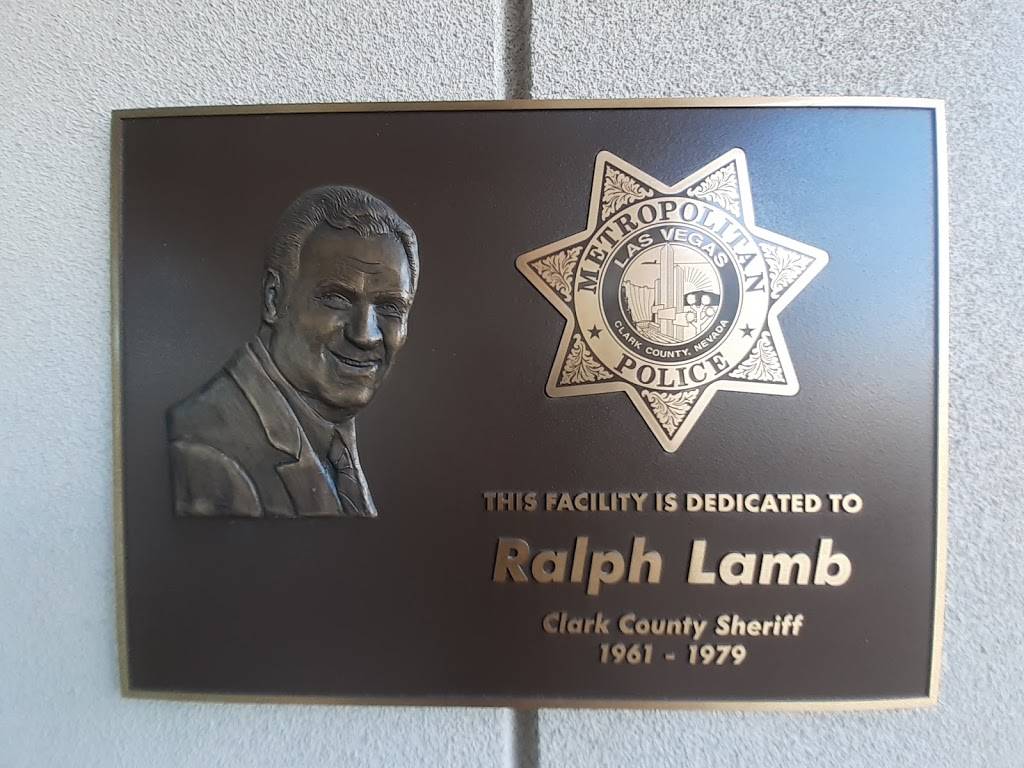 METROPOLITAN
LAS VEGAS
CLARK COUNTY, NEVADA
POLICE
THIS FACILITY IS DEDICATED TO
Ralph Lamb
Clark County Sheriff
1961 - 1979